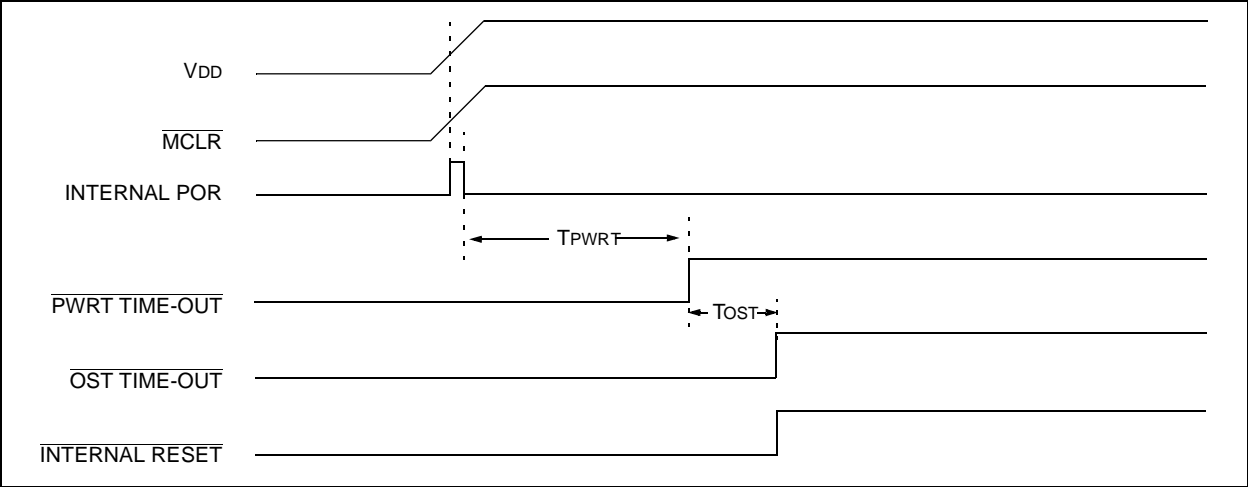 VDD
MCLR
INTERNAL POR
TPWRT
PWRT TIME-OUT
TOST
OST TIME-OUT
INTERNAL RESET